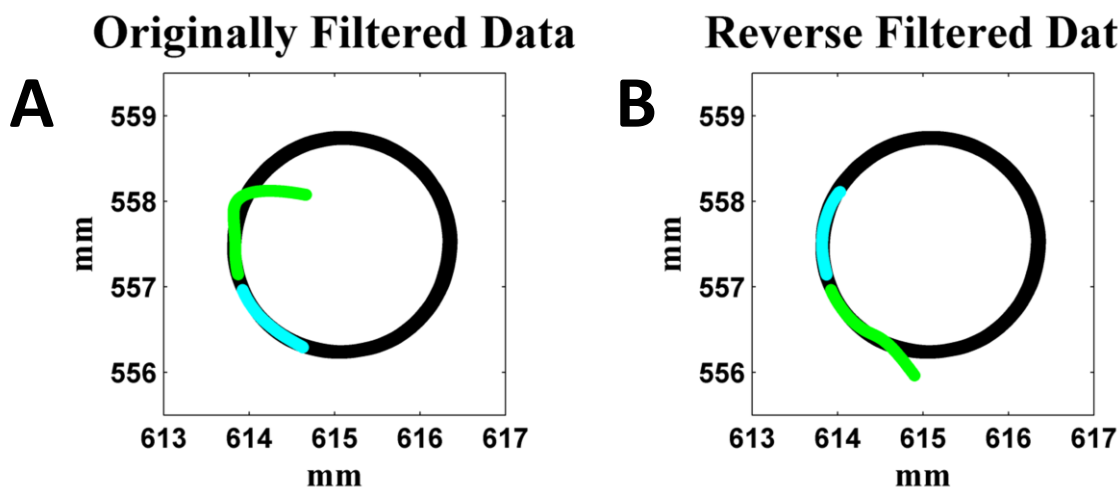 Originally Filtered Data
Reverse Filtered Dat
A
B
559
558
557
556
mm
613 614 615 616 617
mm
559
558
557
556
mm
613 614 615 616 617
mm